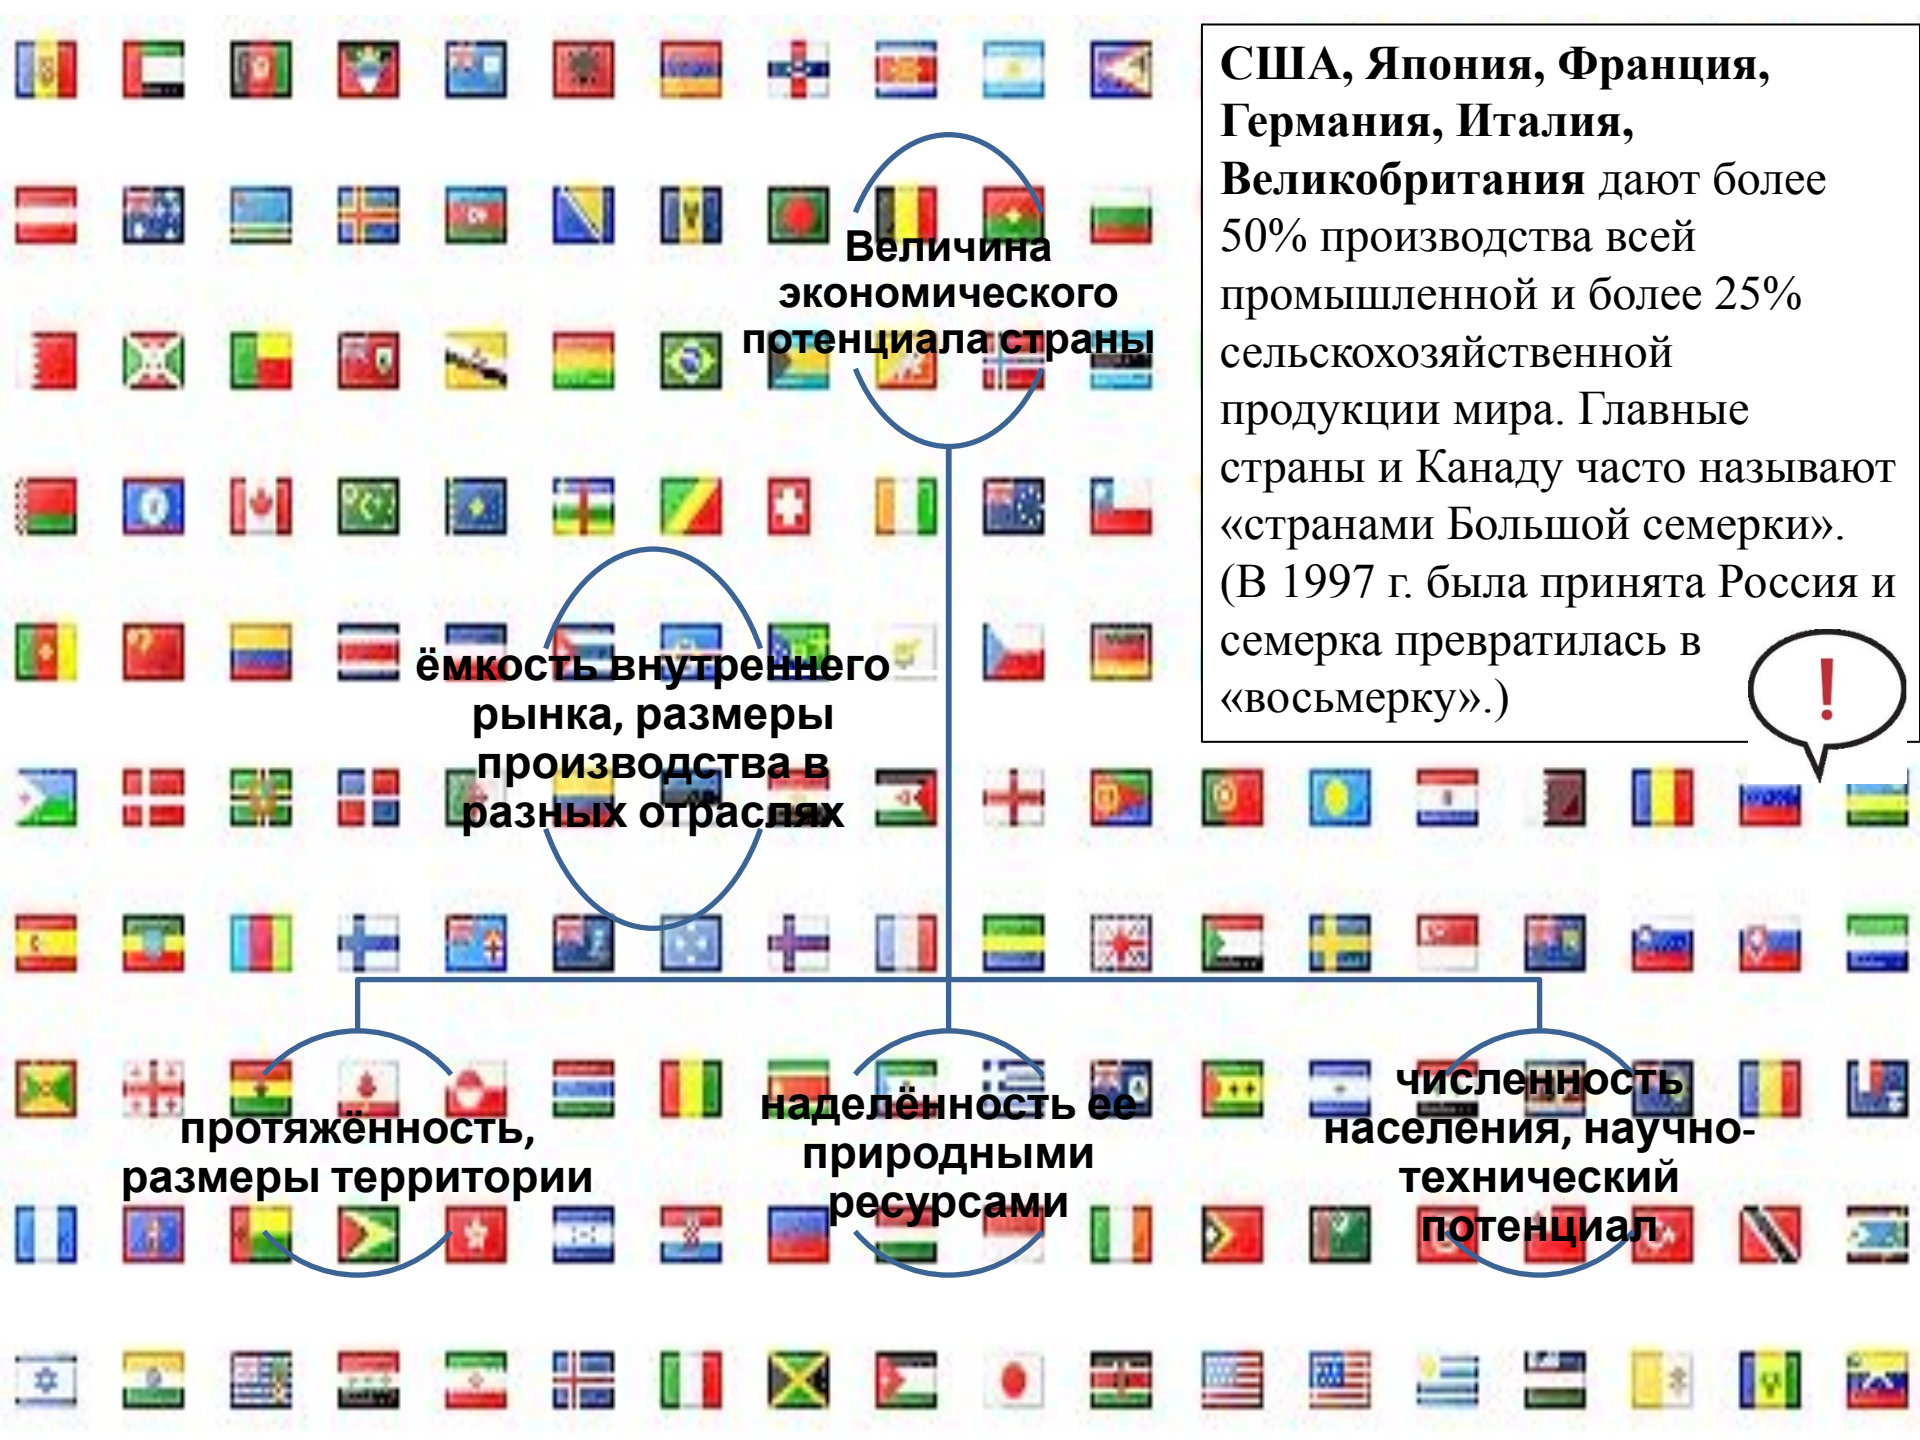 США, Япония, Франция,
Германия, Италия,
Великобритания дают более
50% производства всей
промышленной и более 25%
сельскохозяйственной
продукции мира. Главные
страны и Канаду часто называют
«странами Большой семерки».
(В 1997 г. была принята Россия и
семерка превратилась в
«восьмерку».)
!
Величина
экономического
потенциала страны
ёмкость внутреннего
рынка, размеры
производства в
разных отраслях
протяжённость,
размеры территории
наделённость ее
природными
ресурсами
численность
населения, научно-
технический
потенциал